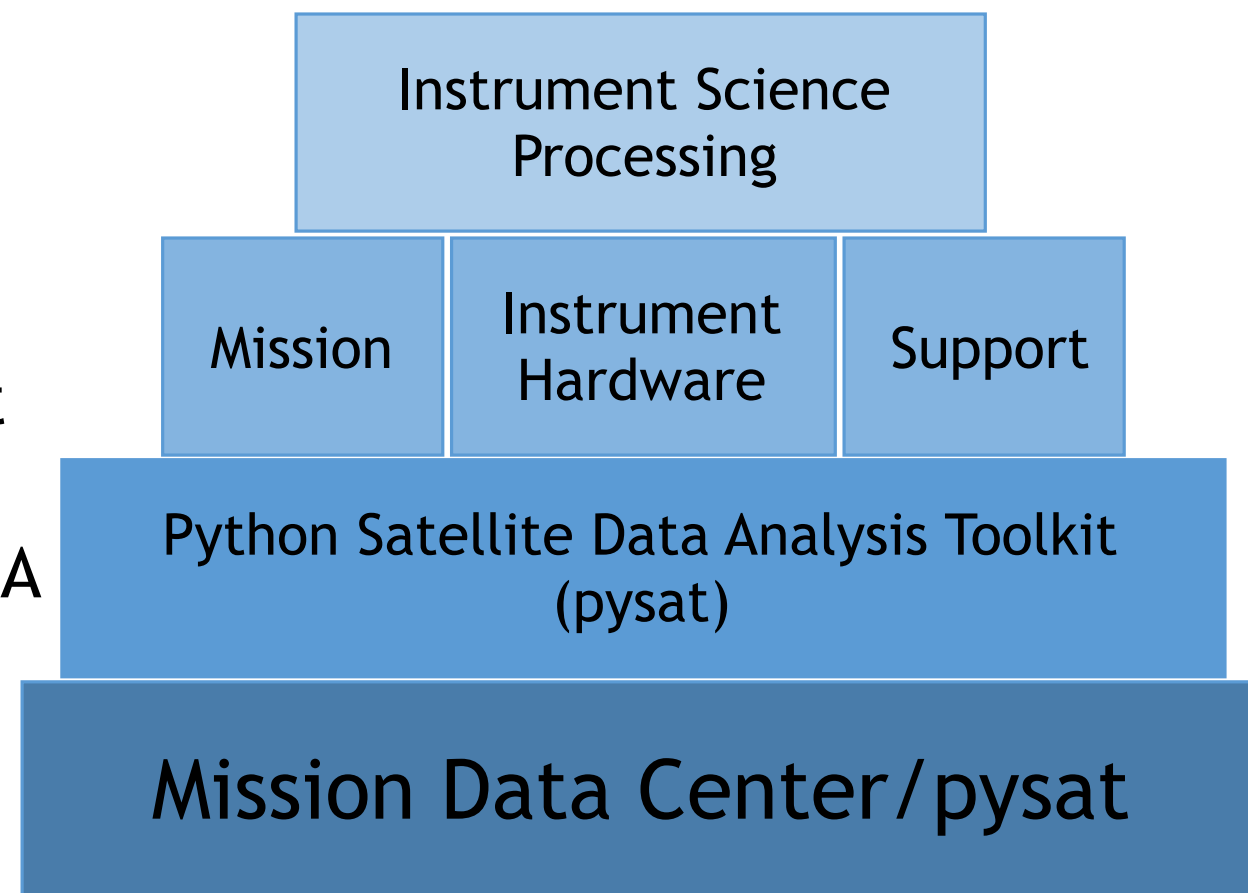 Instrument Science
Processing
Mission
Instrument
Hardware
Support
Python Satellite Data Analysis Toolkit
(pysat)
A
Mission Data Center/pysat